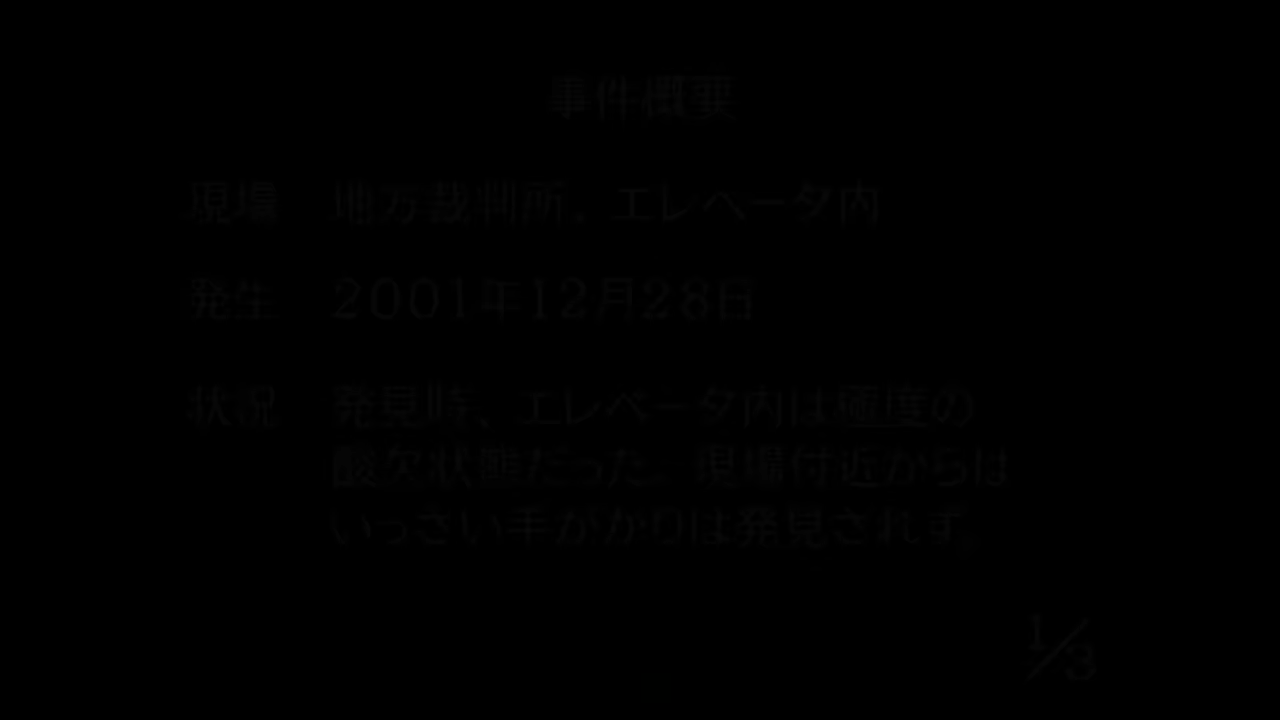 事件概要
現場 地方裁判所、エレベータ内
発生 2001年12月28日
状況 発見時、エレベータ内は極度の
酸欠状態だった。現場付近からは
いっさい手がかりは発見されず。
1/3